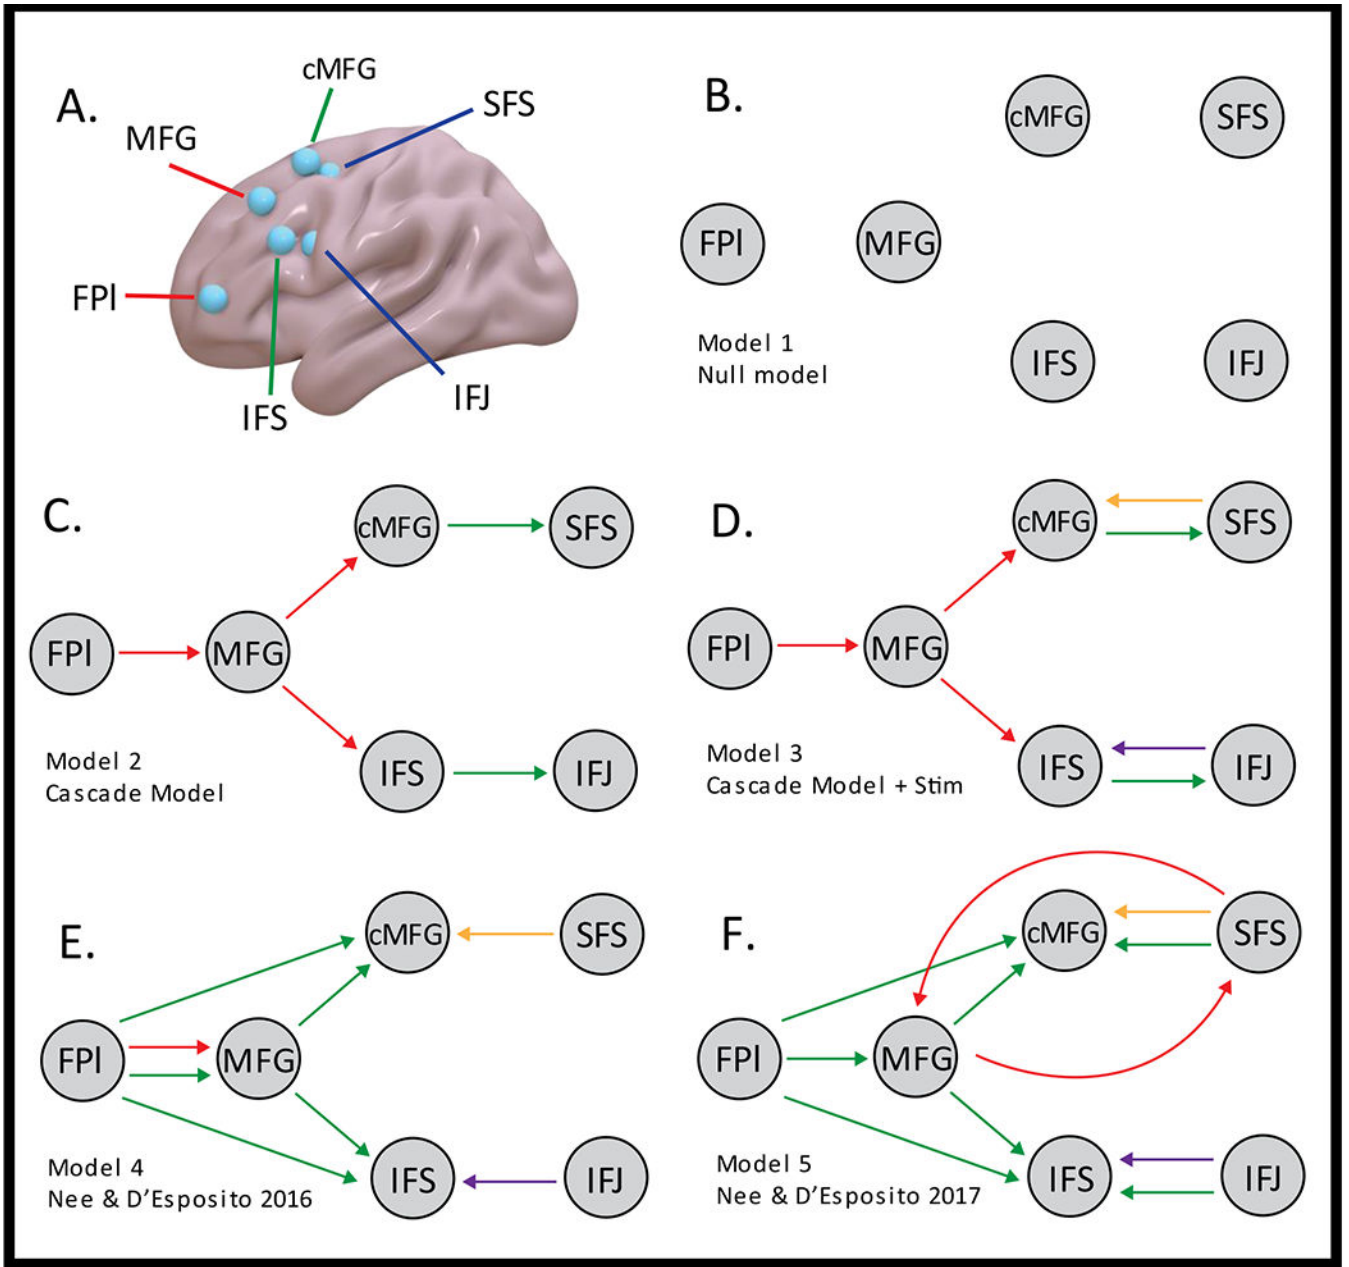 A.
cMFG
SFS
MFG
FPl
IFS
IFJ
B.
cMFG
SFS
FPl
MFG
IFS
IFJ
Model 1
Null model
C.
cMFG
SFS
FPl
MFG
IFS
IFJ
Model 2
Cascade Model
D.
cMFG
SFS
FPl
MFG
IFS
IFJ
Model 3
Cascade Model + Stim
E.
cMFG
SFS
FPl
MFG
IFS
IFJ
Model 4
Nee & D'Esposito 2016
F.
cMFG
SFS
FPl
MFG
IFS
IFJ
Model 5
Nee & D'Esposito 2017